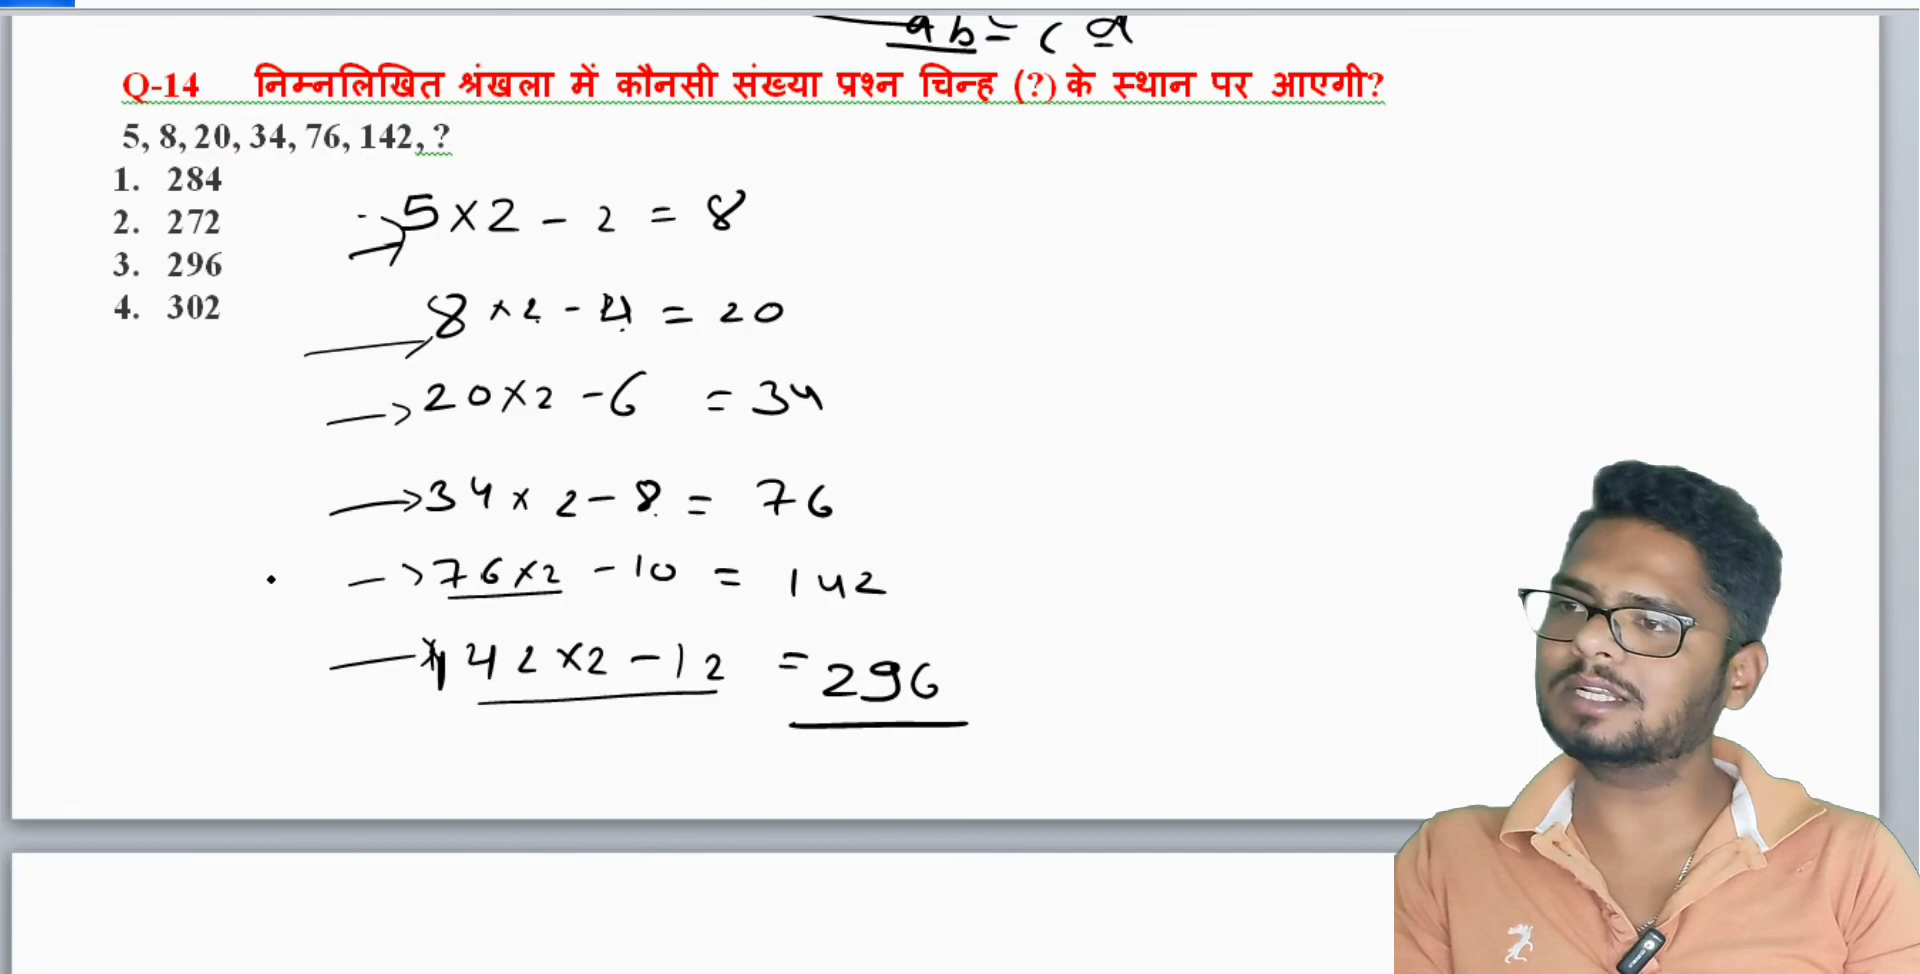 ab = c d
Q-14 निम्नलिखित श्रंखला में कौनसी संख्या प्रश्न चिन्ह (?) के स्थान पर आएगी?
5, 8, 20, 34, 76, 142, ?
1. 284
2. 272
3. 296
4. 302
5 × 2 - 2 = 8
8 × 2 - 4 = 20
20 × 2 - 6 = 34
34 × 2 - 8 = 76
76 × 2 - 10 = 142
142 × 2 - 12 = 296